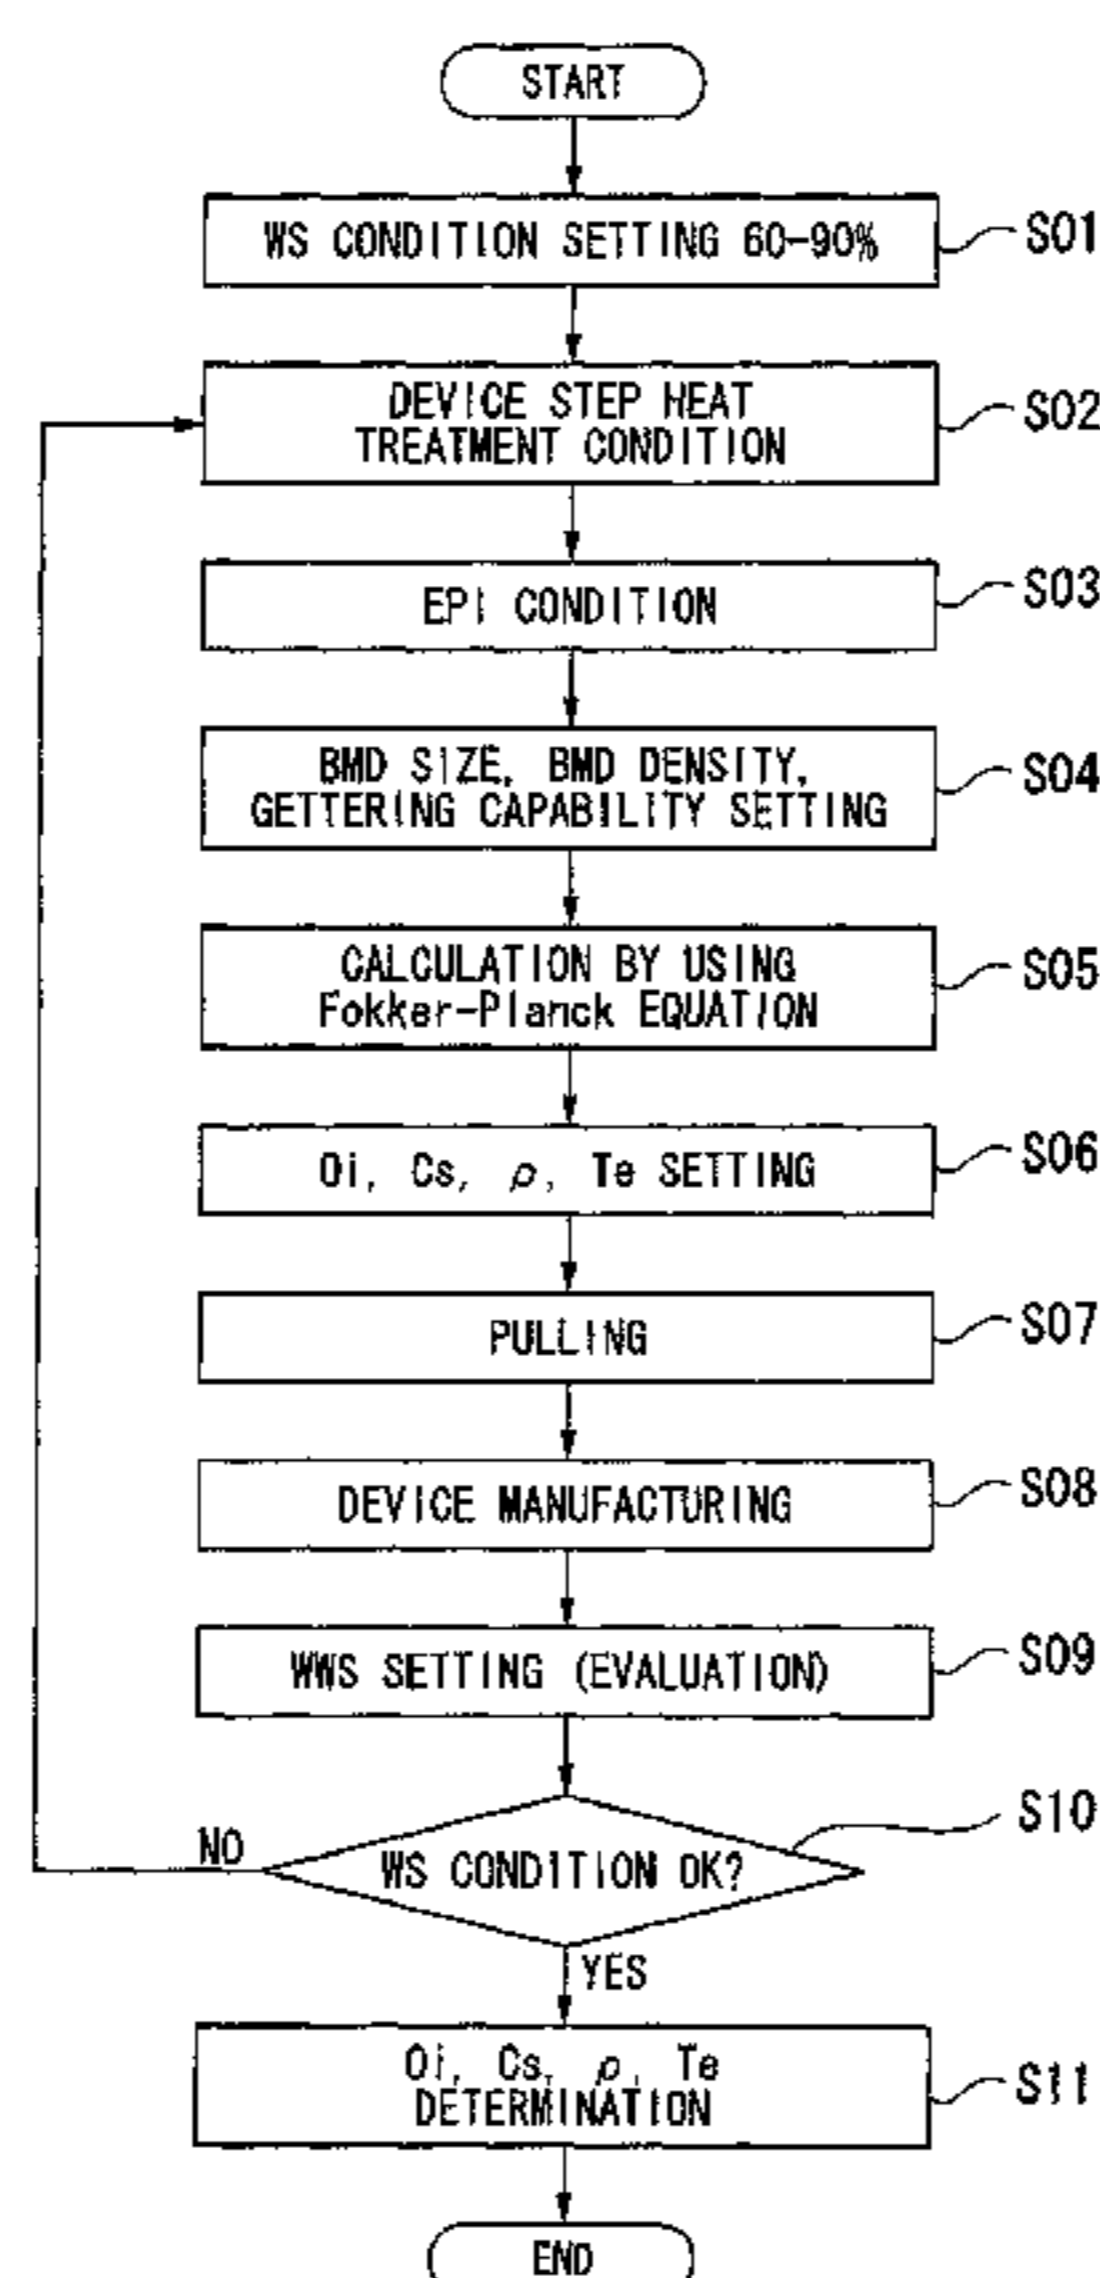 START
WS CONDITION SETTING 60-90%
S01
DEVICE STEP HEAT
TREATMENT CONDITION
S02
EPI CONDITION
S03
BMD SIZE, BMD DENSITY,
GETTERING CAPABILITY SETTING
S04
CALCULATION BY USING
Fokker-Planck EQUATION
S05
Oi, Cs, ρ, Te SETTING
S06
PULLING
S07
DEVICE MANUFACTURING
S08
WWS SETTING (EVALUATION)
S09
WS CONDITION OK?
S10
NO
YES
Oi, Cs, ρ, Te
DETERMINATION
S11
END